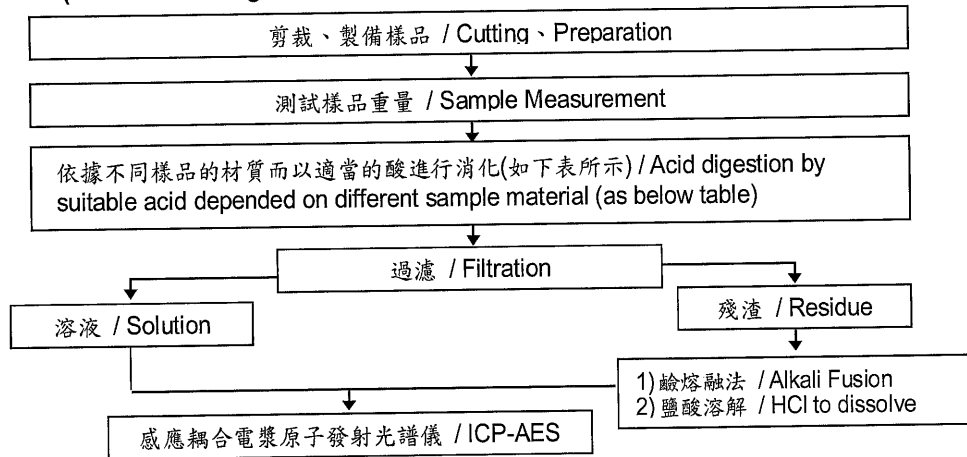 剪裁、製備樣品 / Cutting、Preparation
測試樣品重量 / Sample Measurement
依據不同樣品的材質而以適當的酸進行消化(如下表所示) / Acid digestion by
suitable acid depended on different sample material (as below table)
過濾 / Filtration
溶液 / Solution
殘渣 / Residue
1) 鹼熔融法 / Alkali Fusion
2) 鹽酸溶解 / HCl to dissolve
感應耦合電漿原子發射光譜儀 / ICP-AES